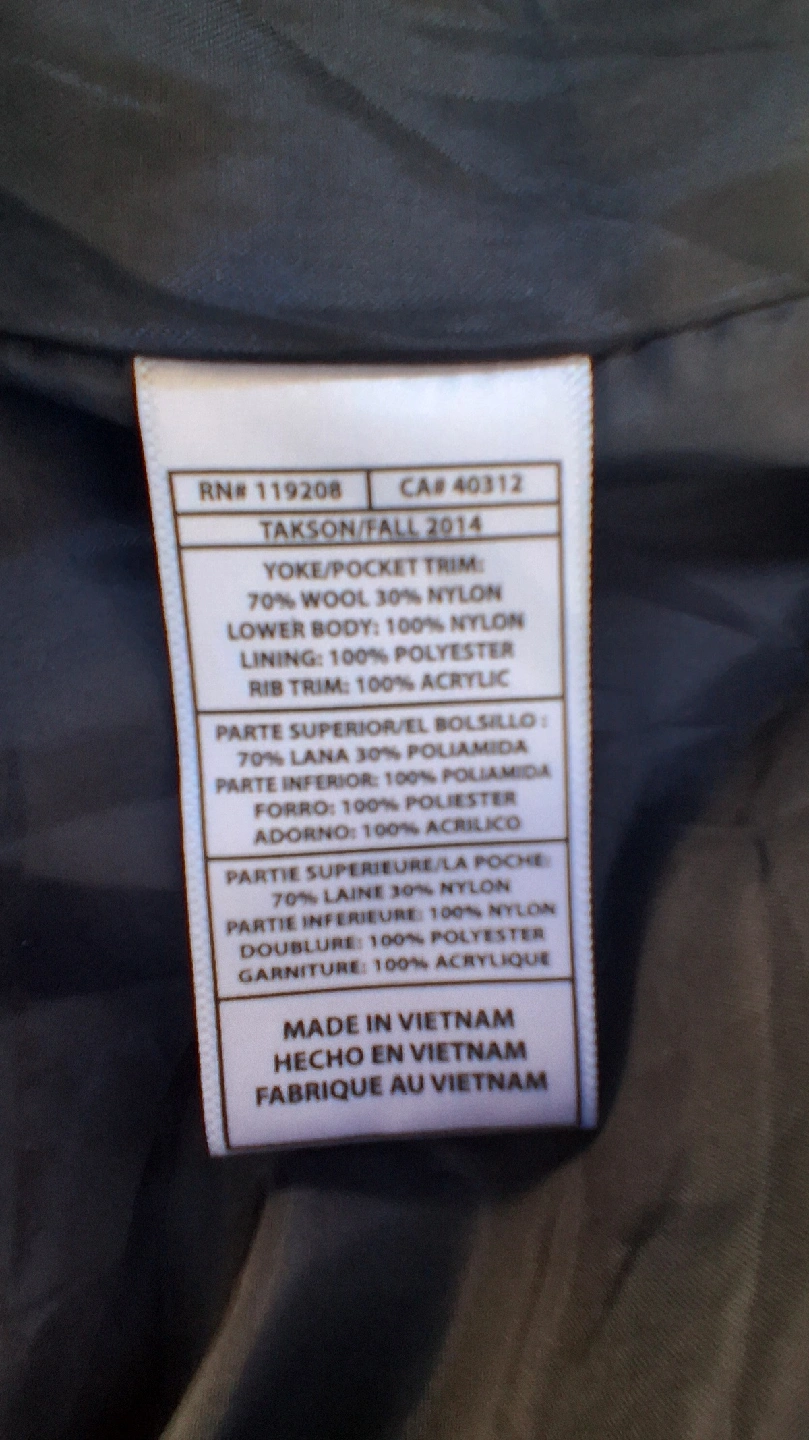 RN# 119208 CA# 40312
TAKSON/FALL 2014
YOKE/POCKET TRIM:
70% WOOL 30% NYLON
LOWER BODY: 100% NYLON
LINING: 100% POLYESTER
RIB TRIM: 100% ACRYLIC
PARTE SUPERIOR/EL BOLSILLO :
70% LANA 30% POLIAMIDA
PARTE INFERIOR: 100% POLIAMIDA
FORRO: 100% POLIESTER
ADORNO: 100% ACRILICO
PARTIE SUPERIEURE/LA POCHE:
70% LAINE 30% NYLON
PARTIE INFERIEURE: 100% NYLON
DOUBLURE: 100% POLYESTER
GARNITURE: 100% ACRYLIQUE
MADE IN VIETNAM
HECHO EN VIETNAM
FABRIQUE AU VIETNAM